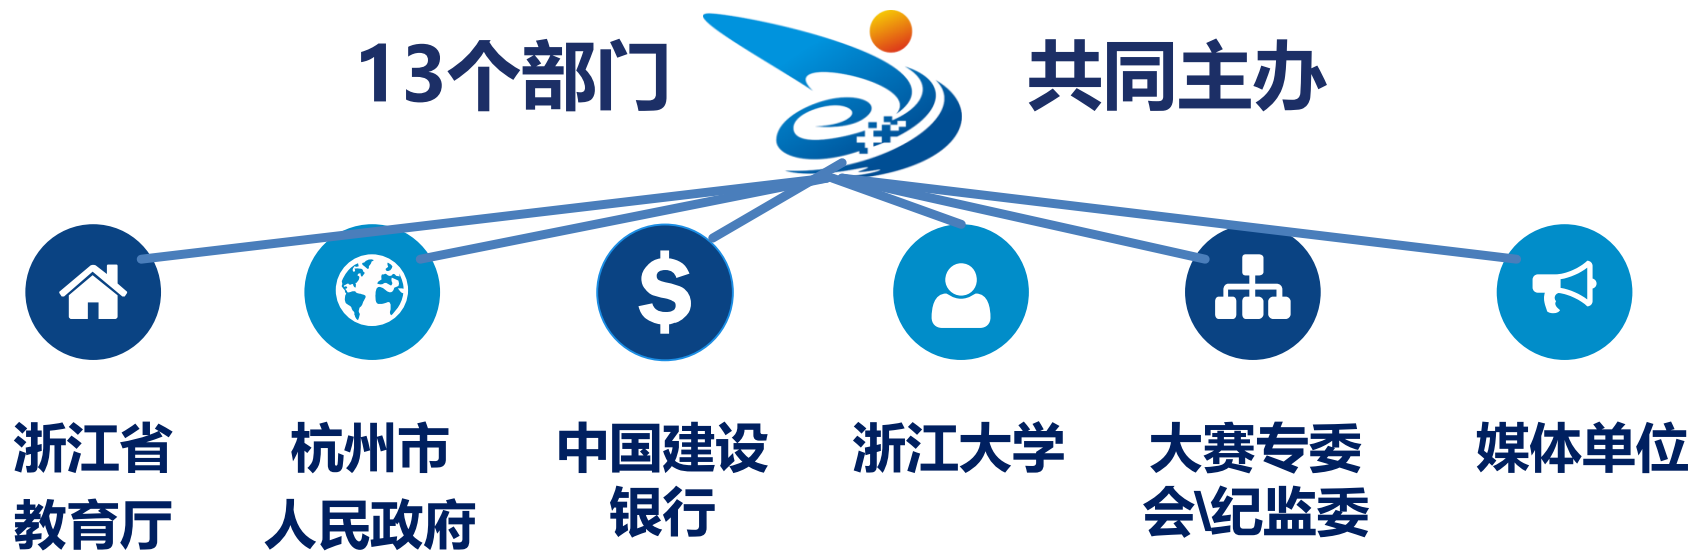 13个部门 共同主办
浙江省
教育厅
杭州市
人民政府
中国建设
银行
浙江大学
大赛专委
会\纪监委
媒体单位